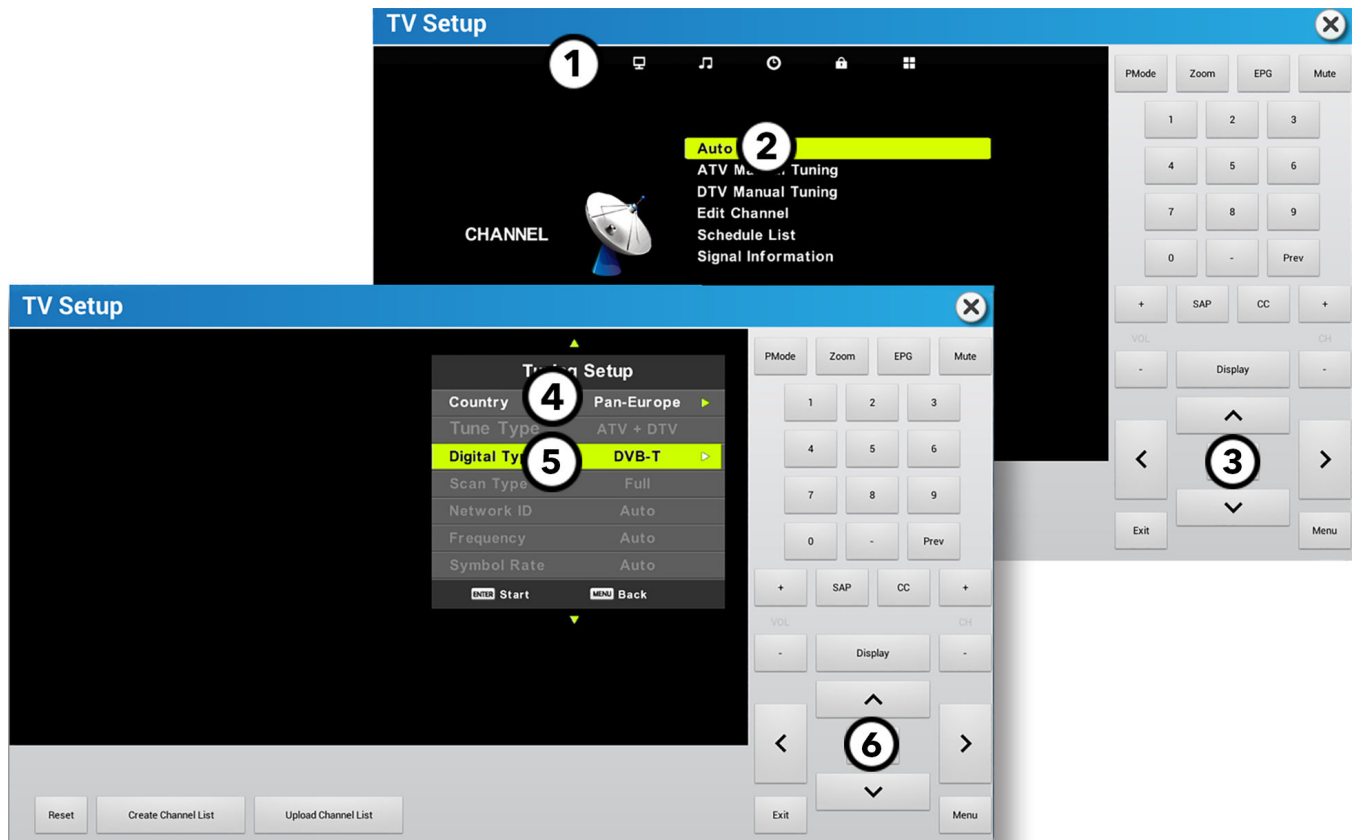 TV Setup
1
PMode Zoom EPG Mute
1 2 3
2
Auto
ATV Manual Tuning
DTV Manual Tuning
Edit Channel
CHANNEL
Schedule List
Signal Information
4 5 6
7 8 9
0 - Prev
+ SAP CC +
VOL CH
- Display -
3
Exit Menu
TV Setup
Tuning Setup
4
Country Pan-Europe
Tune Type ATV + DTV
5
Digital Type DVB-T
Scan Type Full
Network ID Auto
Frequency Auto
Symbol Rate Auto
ENTER Start MENU Back
PMode Zoom EPG Mute
1 2 3
4 5 6
7 8 9
0 - Prev
+ SAP CC +
VOL CH
- Display -
6
Exit Menu
Reset Create Channel List Upload Channel List